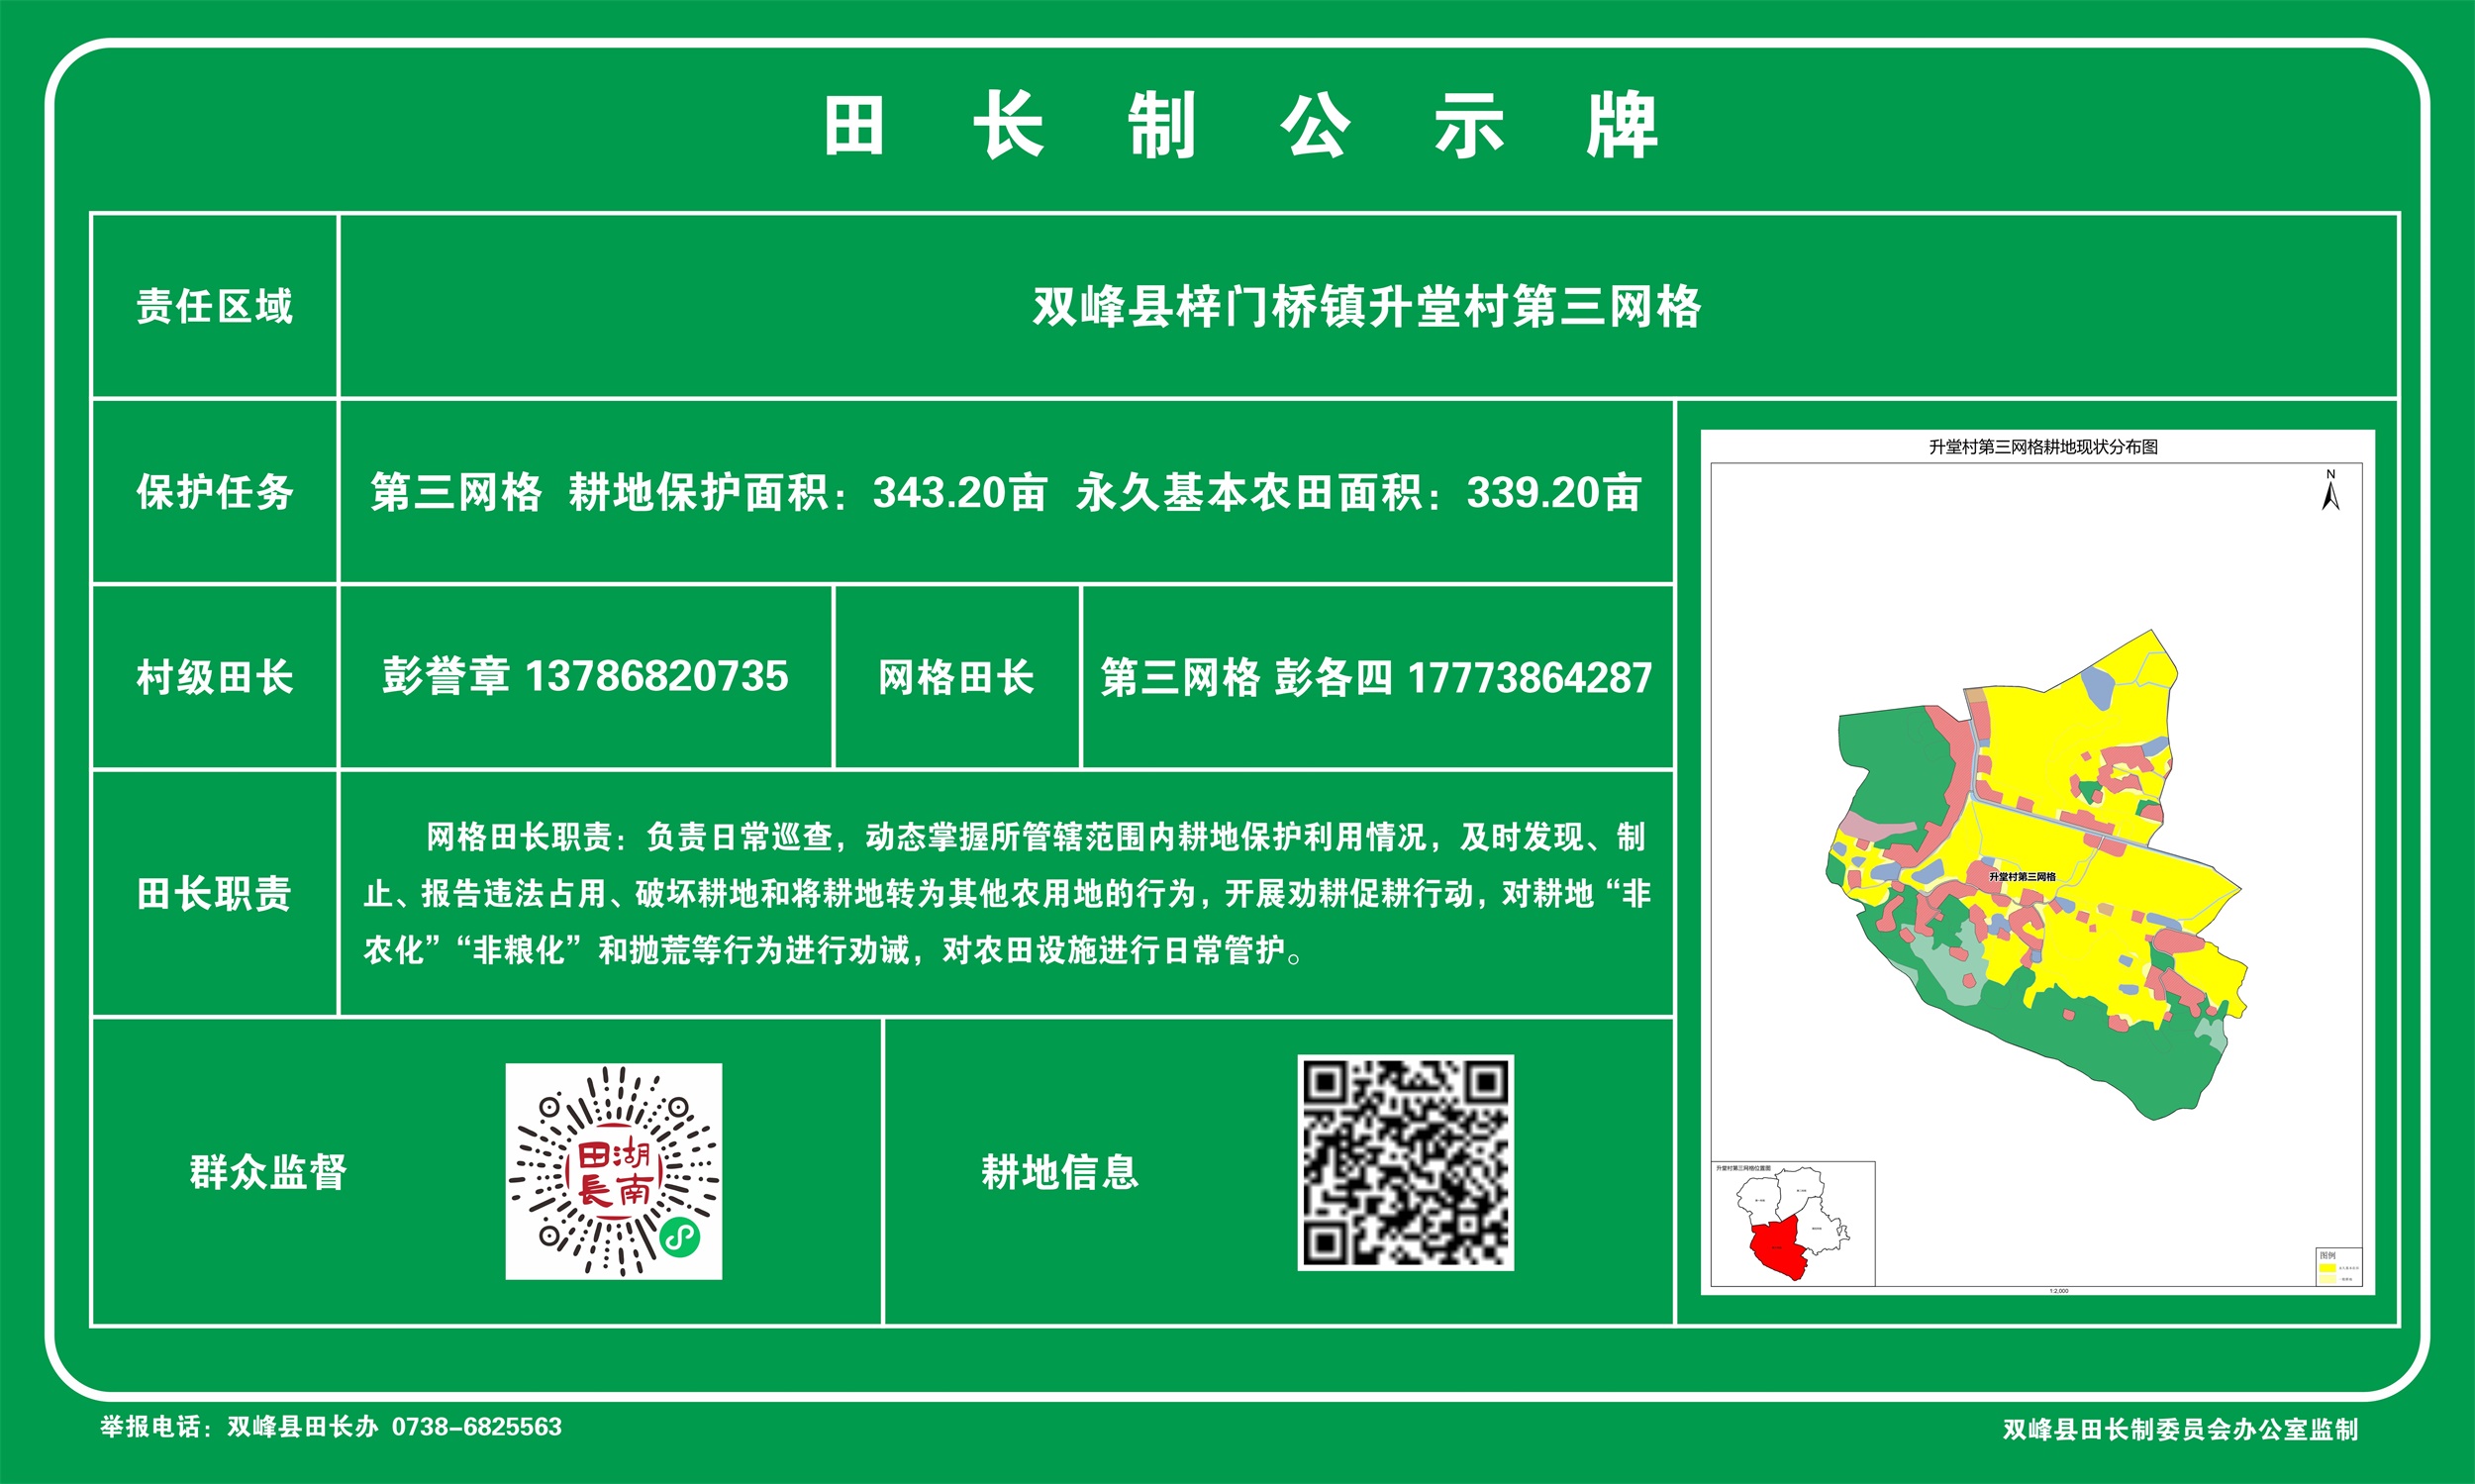 田长制公示牌
责任区域
双峰县梓门桥镇升堂村第三网格
保护任务
第三网格 耕地保护面积：343.20亩 永久基本农田面积：339.20亩
村级田长
彭誉章 13786820735
网格田长
第三网格 彭各四 17773864287
田长职责
网格田长职责：负责日常巡查，动态掌握所管辖范围内耕地保护利用情况，及时发现、制
止、报告违法占用、破坏耕地和将耕地转为其他农用地的行为，开展劝耕促耕行动，对耕地“非
农化”“非粮化”和抛荒等行为进行劝诫，对农田设施进行日常管护。
群众监督
田湖
長南
耕地信息
升堂村第三网格耕地现状分布图
N
升堂村第三网格
升堂村第三网格位置图
图例
1:2,000
举报电话：双峰县田长办 0738-6825563
双峰县田长制委员会办公室监制